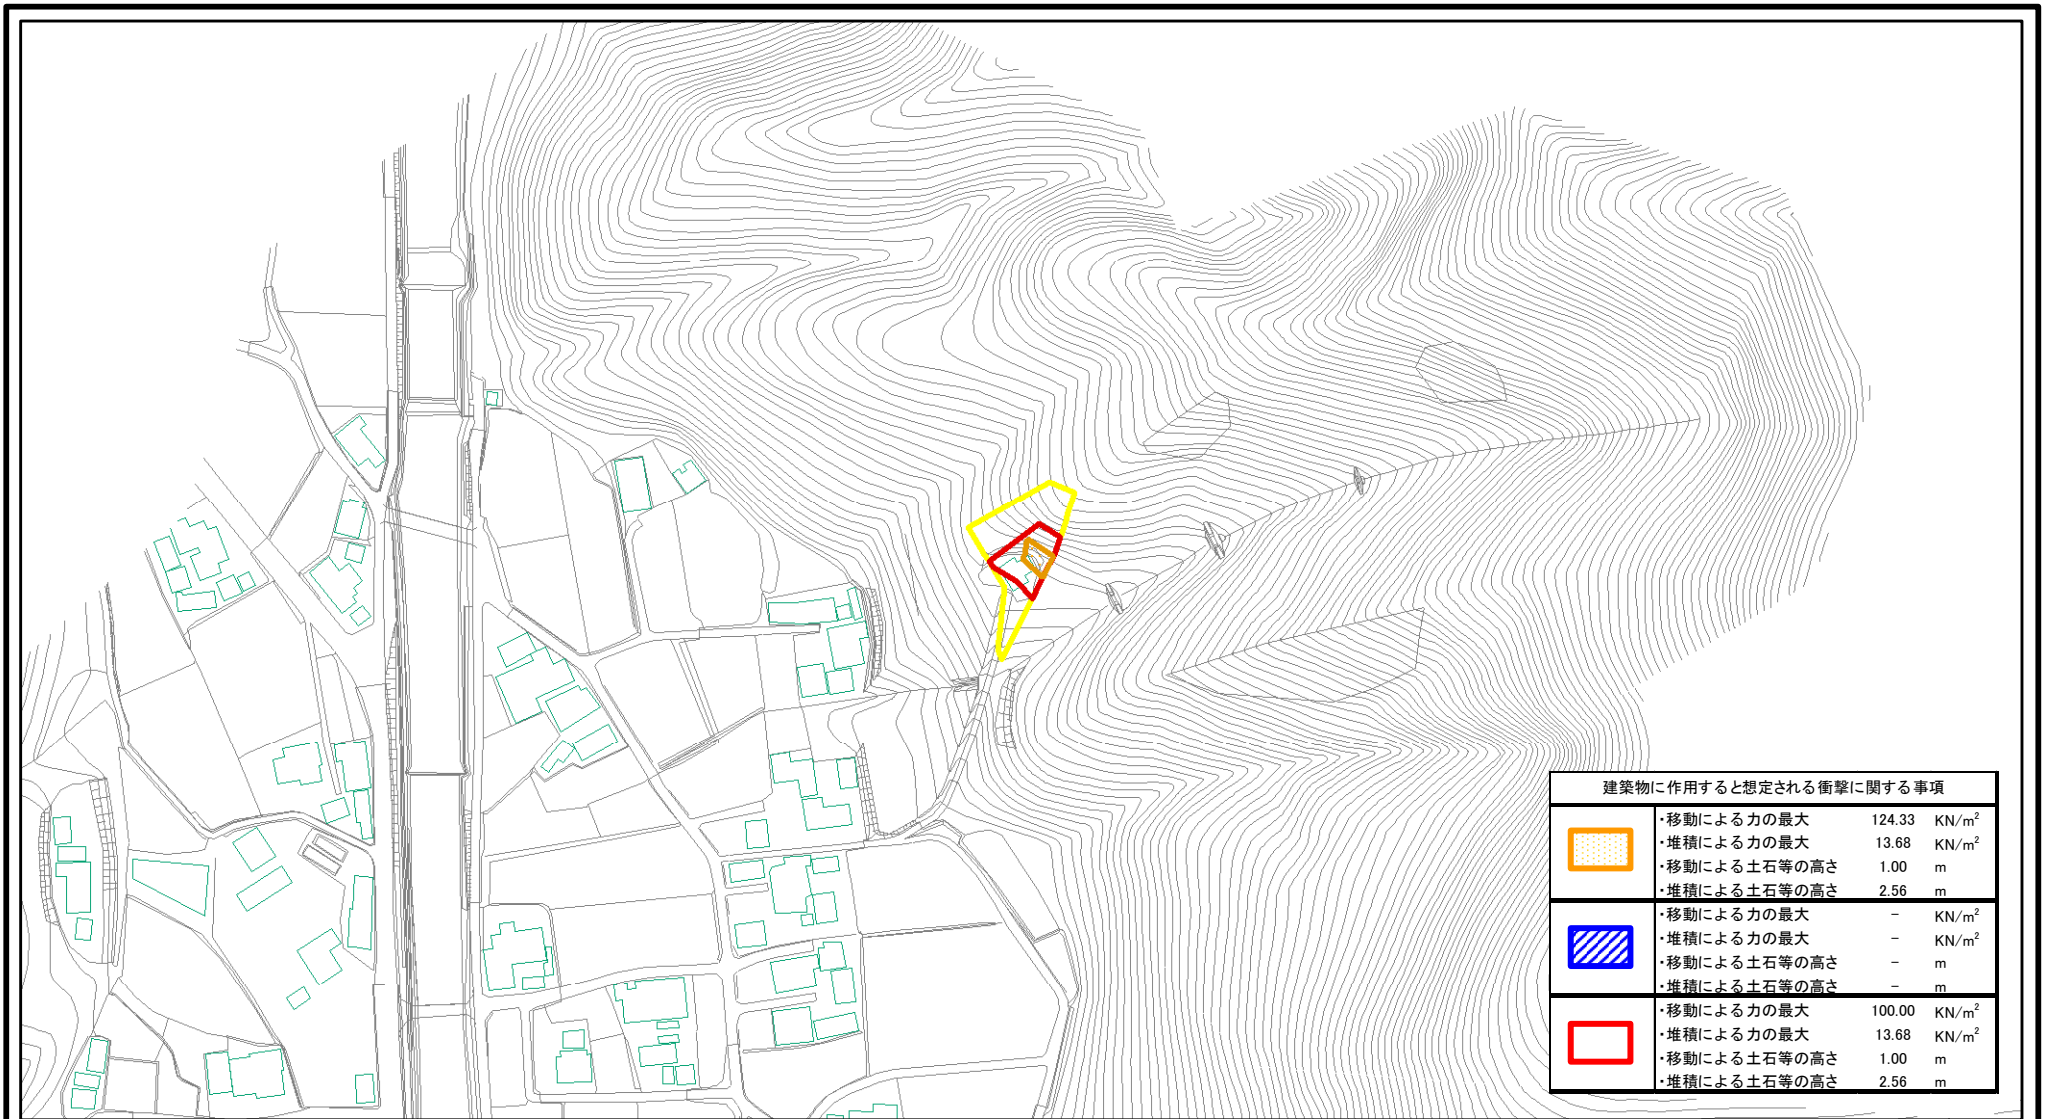 建築物に作用すると想定される衝撃に関する事項
・移動による力の最大 124.33 KN/m²
・堆積による力の最大 13.68 KN/m²
・移動による土石等の高さ 1.00 m
・堆積による土石等の高さ 2.56 m
・移動による力の最大 － KN/m²
・堆積による力の最大 － KN/m²
・移動による土石等の高さ － m
・堆積による土石等の高さ － m
・移動による力の最大 100.00 KN/m²
・堆積による力の最大 13.68 KN/m²
・移動による土石等の高さ 1.00 m
・堆積による土石等の高さ 2.56 m